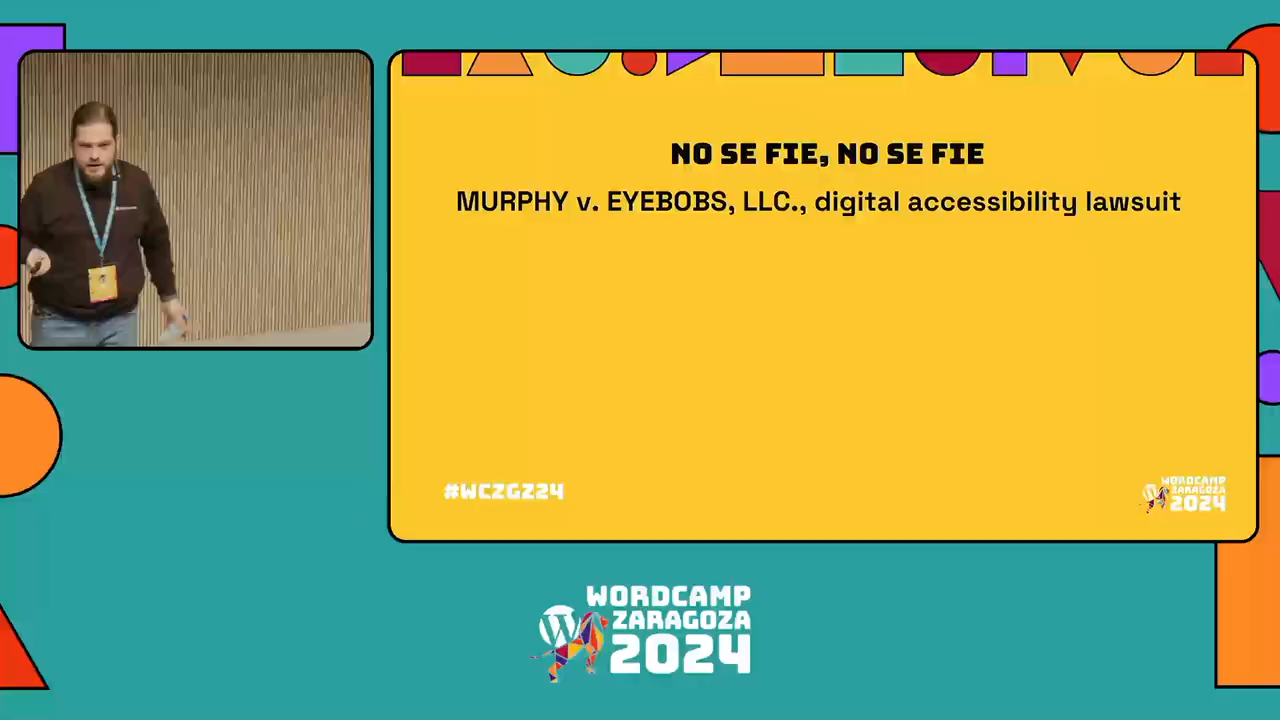 NO SE FIE, NO SE FIE
MURPHY v. EYEBOBS, LLC., digital accessibility lawsuit
#WCZGZ24
WORDCAMP
ZARAGOZA
2024
WORDCAMP
ZARAGOZA
2024